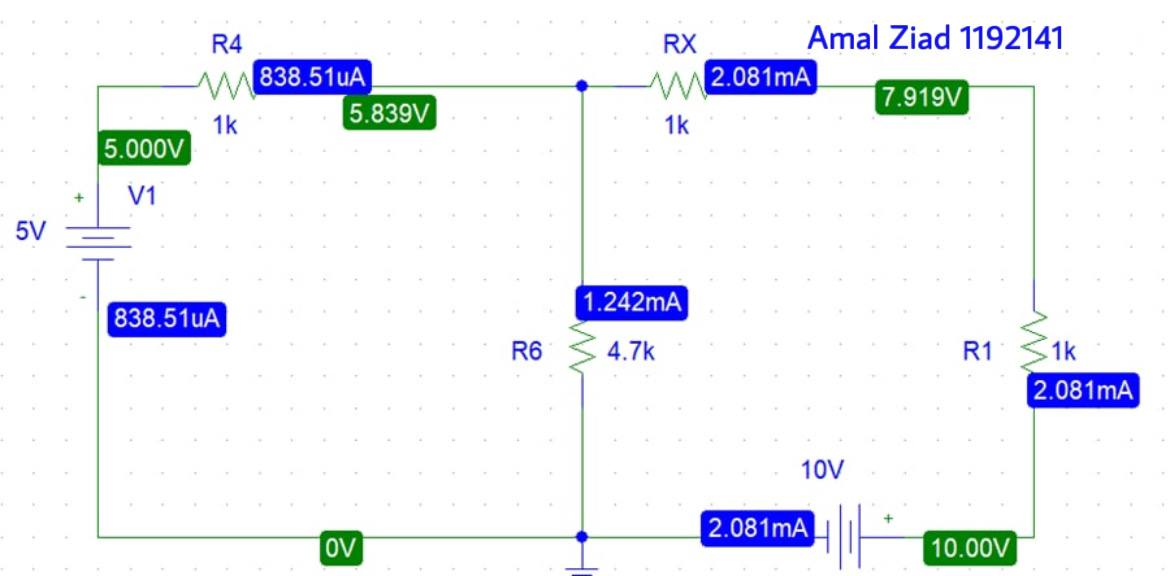 Amal Ziad 1192141
R4
RX
838.51uA
2.081mA
7.919V
5.839V
1k
1k
5.000V
+
V1
5V
-
838.51uA
1.242mA
R6
4.7k
R1
1k
2.081mA
10V
2.081mA
+
0V
10.00V